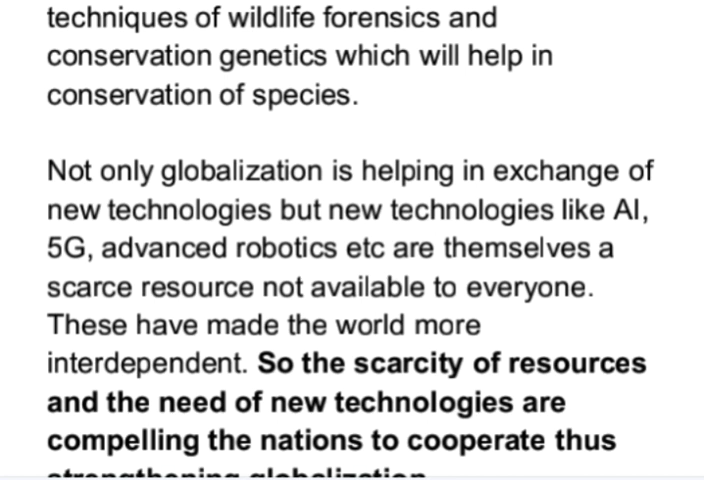 techniques of wildlife forensics and
conservation genetics which will help in
conservation of species.
Not only globalization is helping in exchange of
new technologies but new technologies like AI,
5G, advanced robotics etc are themselves a
scarce resource not available to everyone.
These have made the world more
interdependent. So the scarcity of resources
and the need of new technologies are
compelling the nations to cooperate thus
strengthening globalization